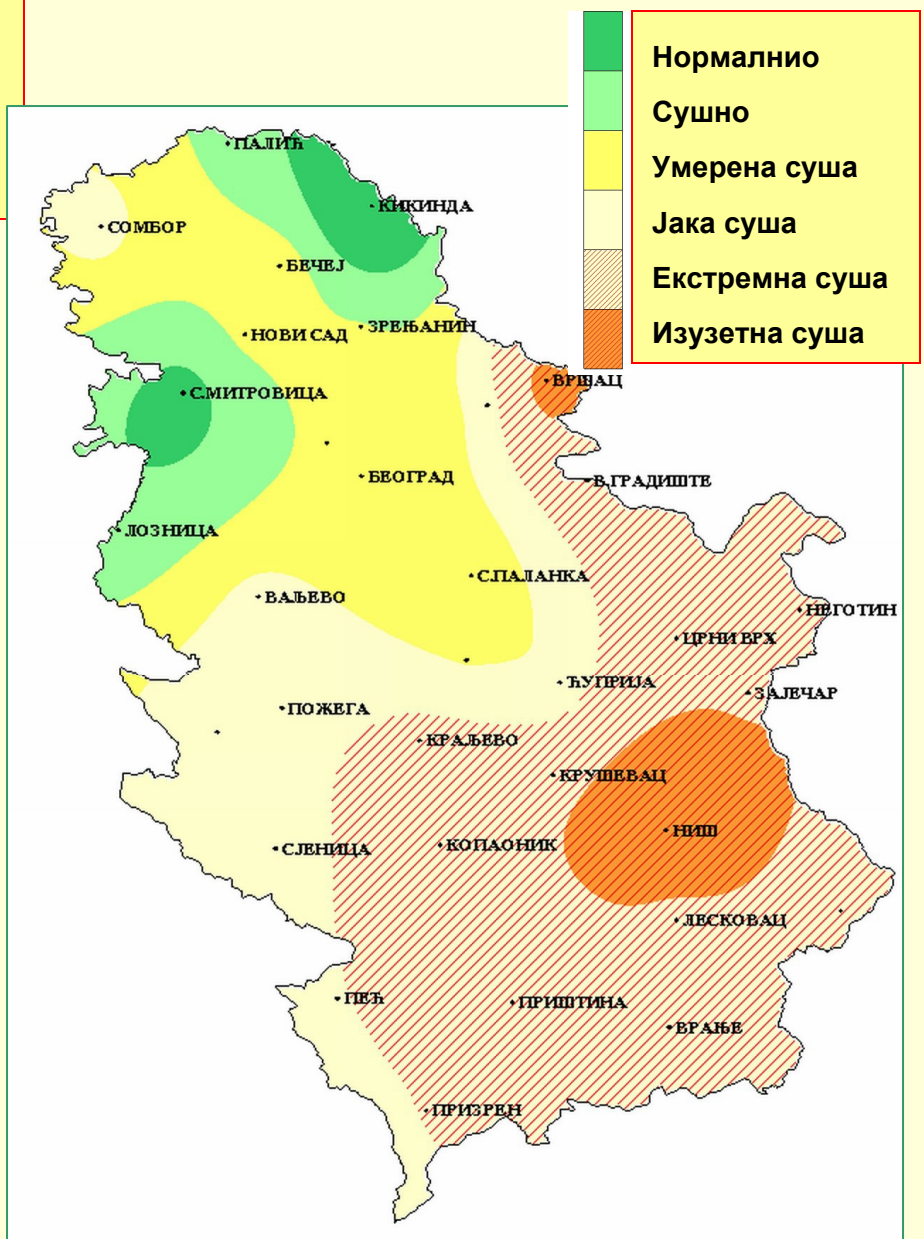 Нормалнио
Сушно
Умерена суша
Јака суша
Екстремна суша
Изузетна суша
ПАЛИЋ
КИКИНДА
СОМБОР
БЕЧЕЈ
НОВИ САД
ЗРЕЊАНИН
ВРШАЦ
С.МИТРОВИЦА
БЕОГРАД
В.ГРАДИШТЕ
ЛОЗНИЦА
С.ПАЛАНКА
ВАЉЕВО
НЕГОТИН
ЦРНИ ВРХ
ЋУПРИЈА
ЗАЈЕЧАР
ПОЖЕГА
КРАЉЕВО
КРУШЕВАЦ
НИШ
СЈЕНИЦА
КОПАОНИК
ЛЕСКОВАЦ
ПЕЋ
ПРИШТИНА
ВРАЊЕ
ПРИЗРЕН